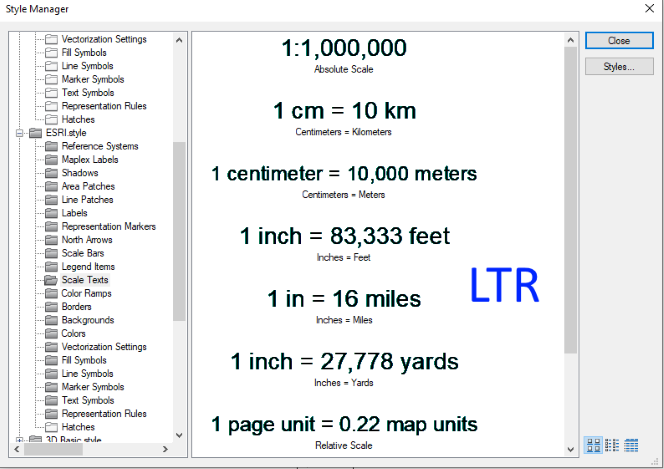 Style Manager
Vectorization Settings
Fill Symbols
Line Symbols
Marker Symbols
Text Symbols
Representation Rules
Hatches
ESRI.style
Reference Systems
Maplex Labels
Shadows
Area Patches
Line Patches
Labels
Representation Markers
North Arrows
Scale Bars
Legend Items
Scale Texts
Color Ramps
Borders
Backgrounds
Colors
Vectorization Settings
Fill Symbols
Line Symbols
Marker Symbols
Text Symbols
Representation Rules
Hatches
3D Basic.style
1:1,000,000
Absolute Scale
1 cm = 10 km
Centimeters = Kilometers
1 centimeter = 10,000 meters
Centimeters = Meters
1 inch = 83,333 feet
Inches = Feet
LTR
1 in = 16 miles
Inches = Miles
1 inch = 27,778 yards
Inches = Yards
1 page unit = 0.22 map units
Relative Scale
Close
Styles...